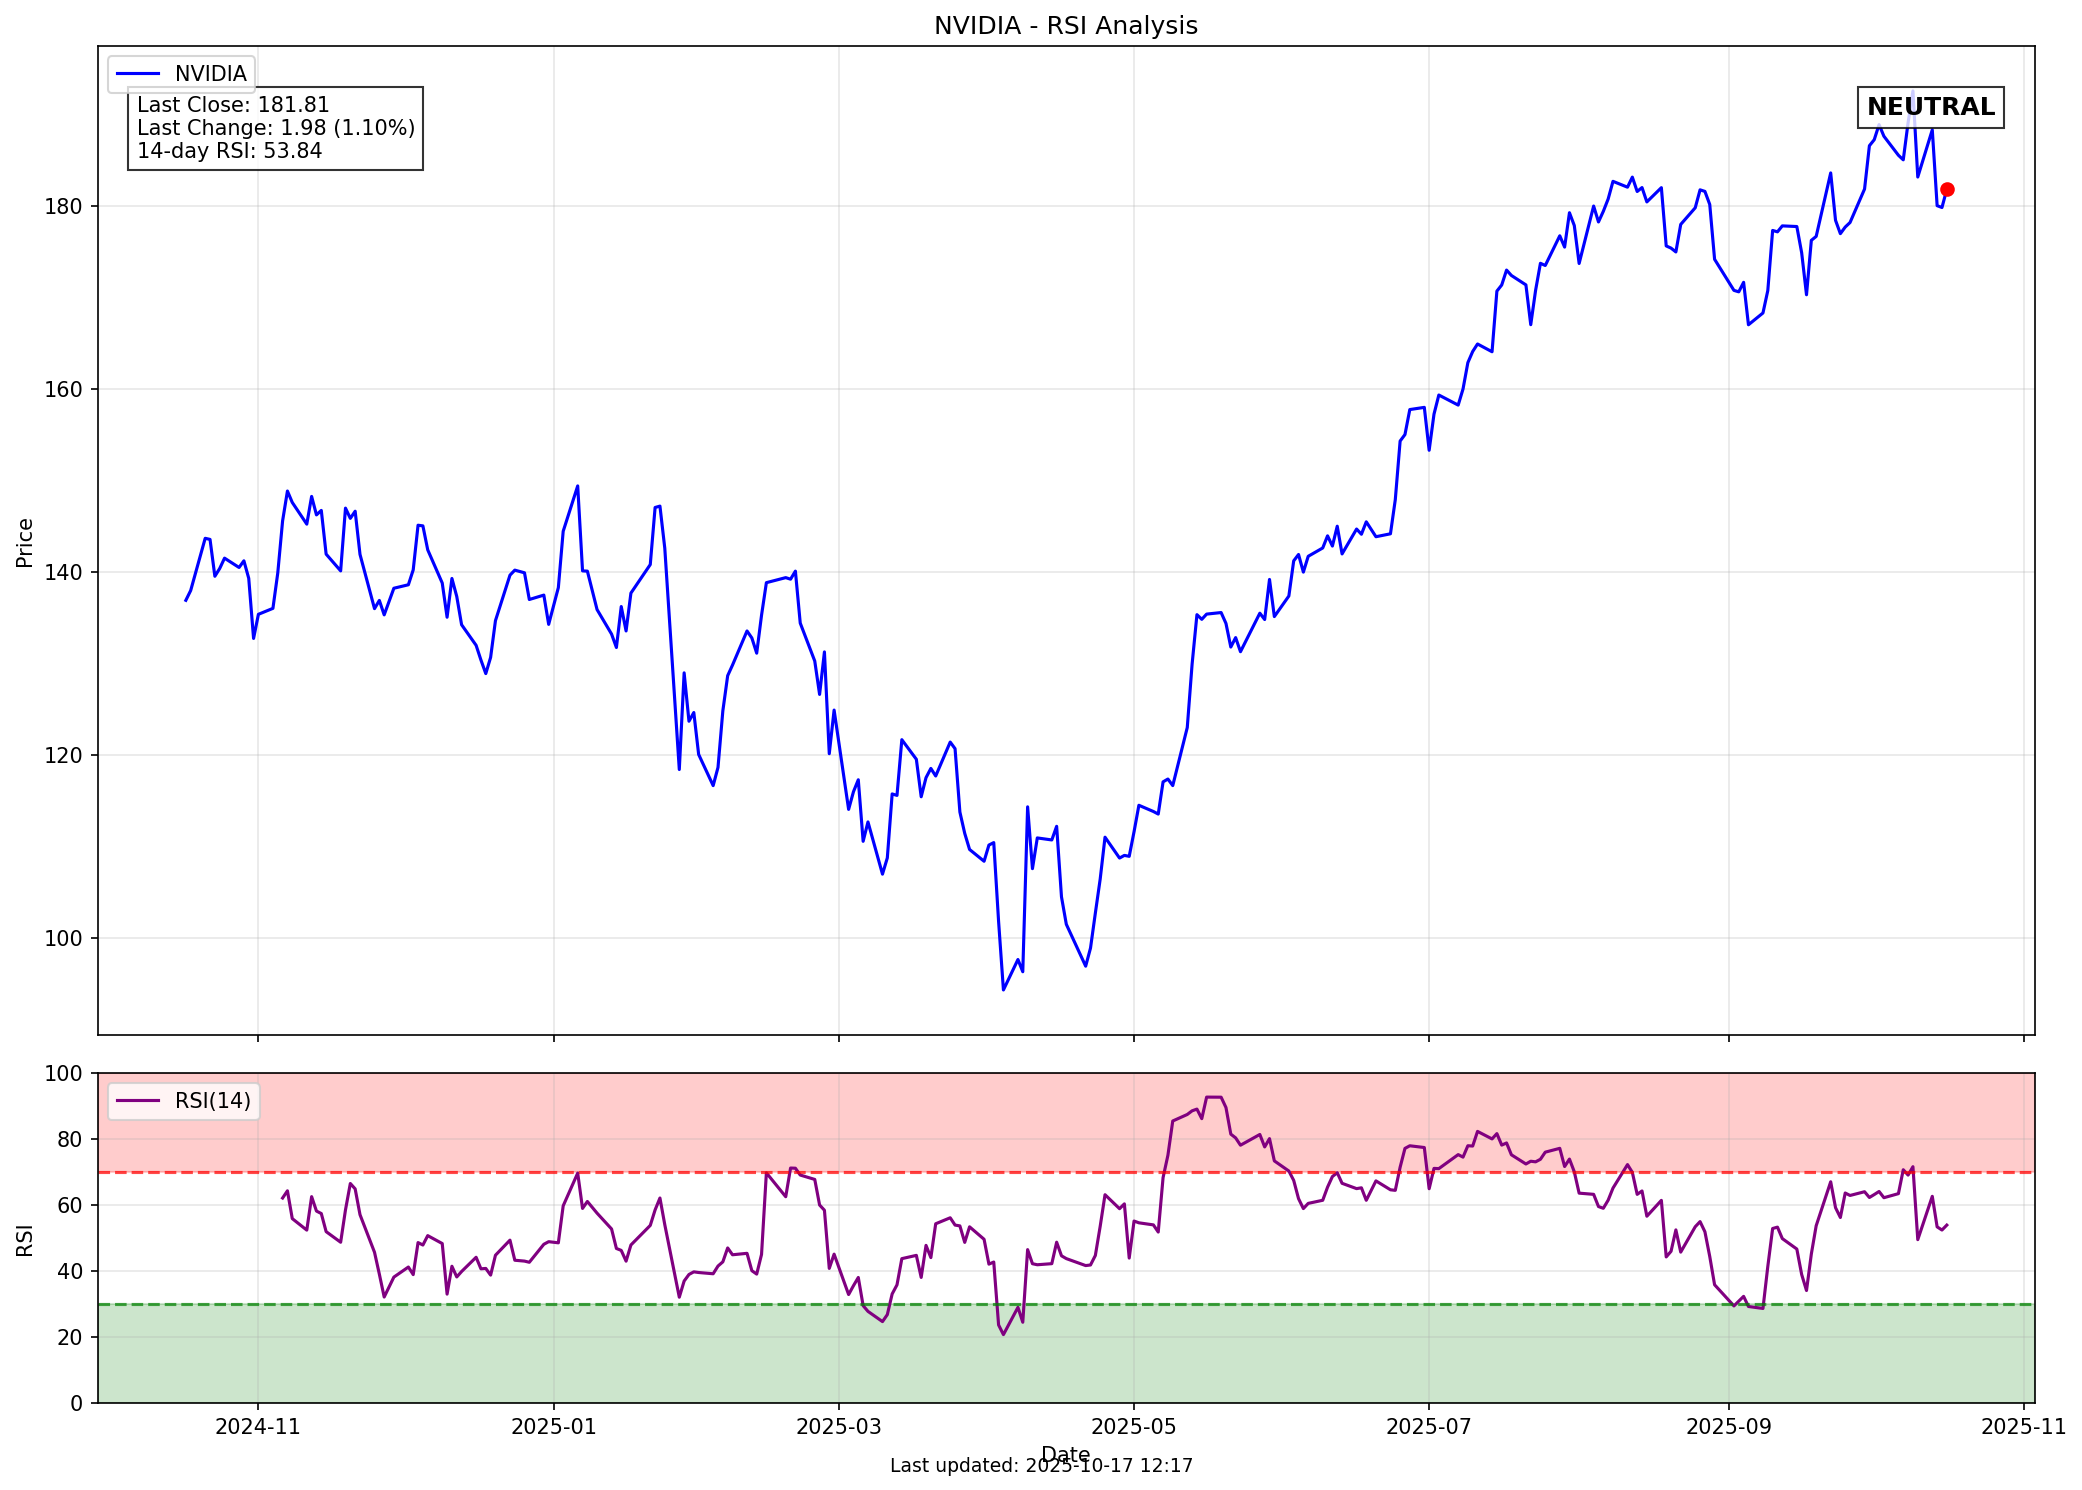 NVIDIA - RSI Analysis
NVIDIA
Last Close: 181.81
Last Change: 1.98 (1.10%)
14-day RSI: 53.84
NEUTRAL
Price
180
160
140
120
100
RSI(14)
RSI
100
80
60
40
20
0
2024-11
2025-01
2025-03
2025-05
2025-07
2025-09
2025-11
Date
Last updated: 2025-10-17 12:17